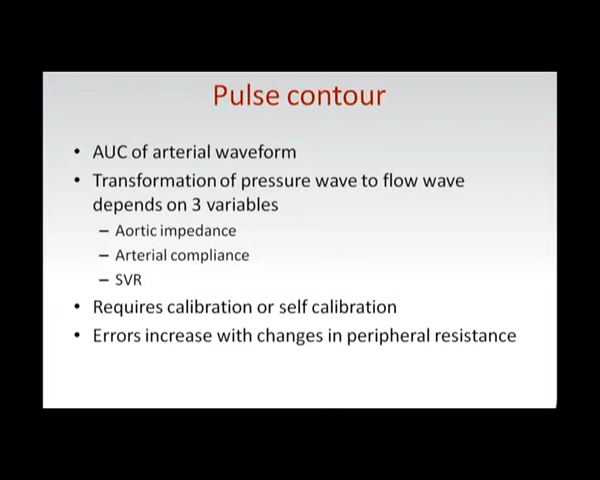 Pulse contour
• AUC of arterial waveform
• Transformation of pressure wave to flow wave
depends on 3 variables
– Aortic impedance
– Arterial compliance
– SVR
• Requires calibration or self calibration
• Errors increase with changes in peripheral resistance